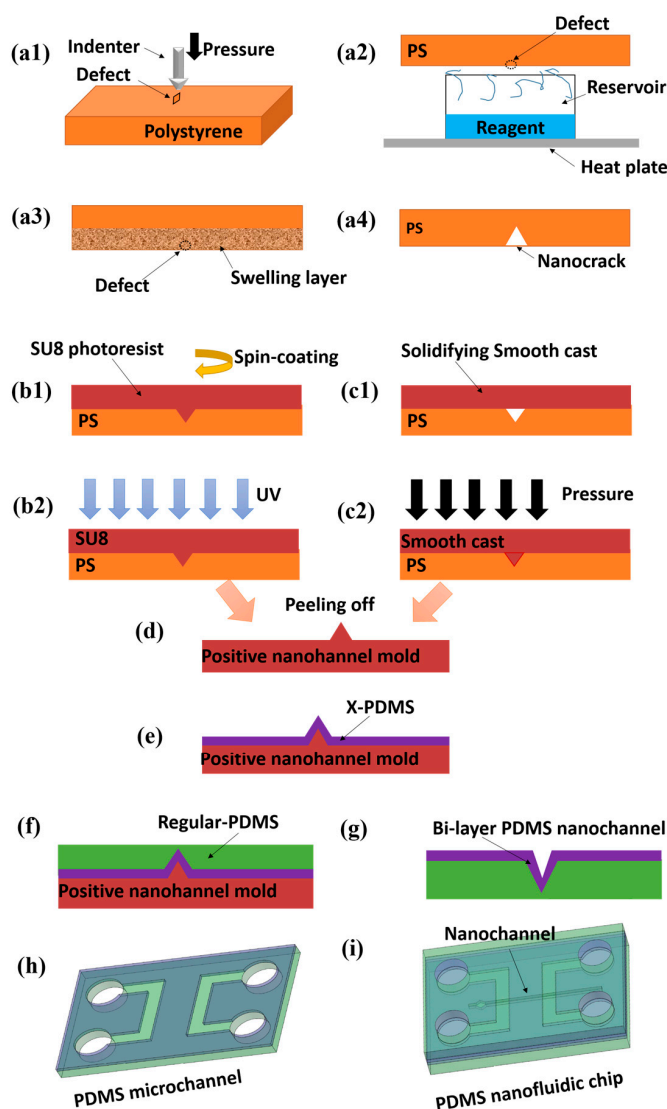 (a1)
Indenter
Pressure
Defect
Polystyrene
(a2)
Defect
PS
Reservoir
Reagent
Heat plate
(a3)
Defect
Swelling layer
(a4)
PS
Nanocrack
SU8 photoresist
Spin-coating
(b1)
PS
Solidifying Smooth cast
(c1)
PS
(b2)
UV
SU8
PS
(c2)
Pressure
Smooth cast
PS
Peeling off
(d)
Positive nanohannel mold
X-PDMS
(e)
Positive nanohannel mold
(f)
Regular-PDMS
Positive nanohannel mold
(g)
Bi-layer PDMS nanochannel
(h)
PDMS microchannel
(i)
Nanochannel
PDMS nanofluidic chip